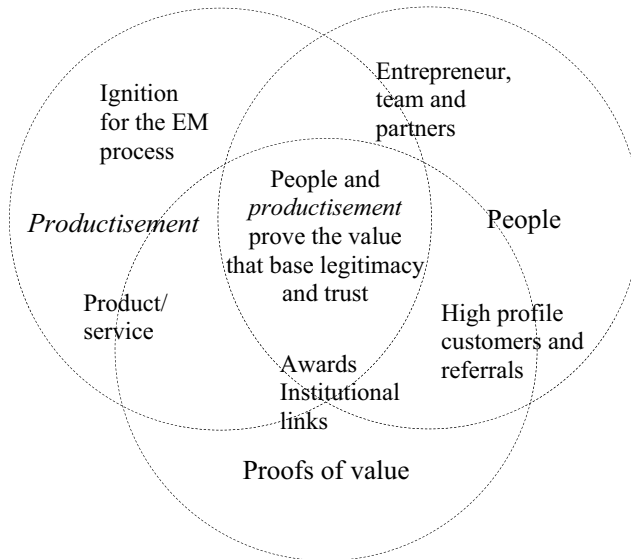 Ignition
for the EM
process
Entrepreneur,
team and
partners
Productisement
People and
productisement
prove the value
that base legitimacy
and trust
People
Product/
service
High profile
customers and
referrals
Awards
Institutional
links
Proofs of value